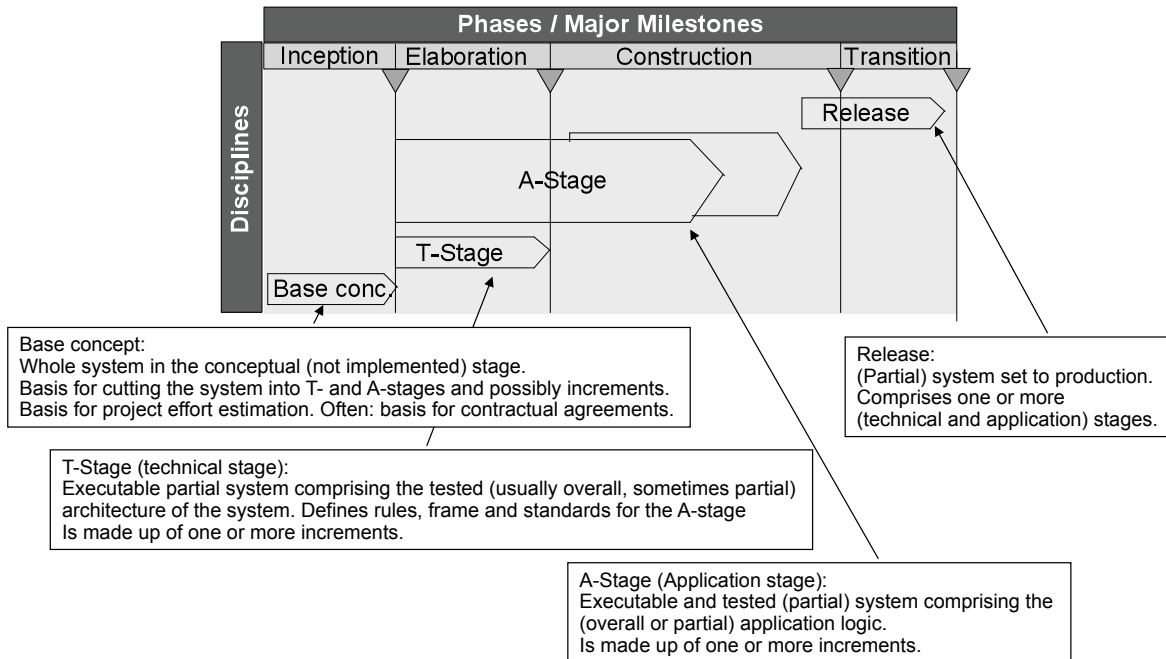 Phases / Major Milestones
Inception
Elaboration
Construction
Transition
Disciplines
Release
A-Stage
T-Stage
Base conc.
Base concept:
Whole system in the conceptual (not implemented) stage.
Basis for cutting the system into T- and A-stages and possibly increments.
Basis for project effort estimation. Often: basis for contractual agreements.
Release:
(Partial) system set to production.
Comprises one or more
(technical and application) stages.
T-Stage (technical stage):
Executable partial system comprising the tested (usually overall, sometimes partial)
architecture of the system. Defines rules, frame and standards for the A-stage
Is made up of one or more increments.
A-Stage (Application stage):
Executable and tested (partial) system comprising the
(overall or partial) application logic.
Is made up of one or more increments.